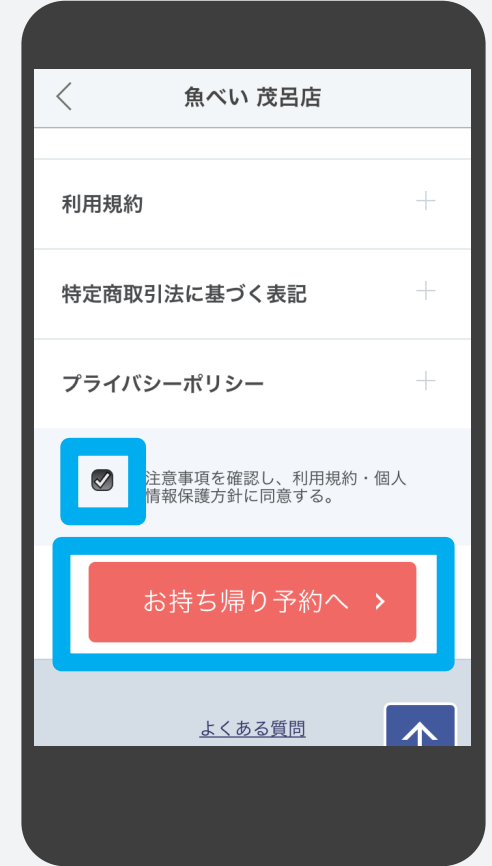 魚べい 茂呂店
利用規約
特定商取引法に基づく表記
プライバシーポリシー
注意事項を確認し、利用規約・個人
情報保護方針に同意する。
お持ち帰り予約へ
よくある質問